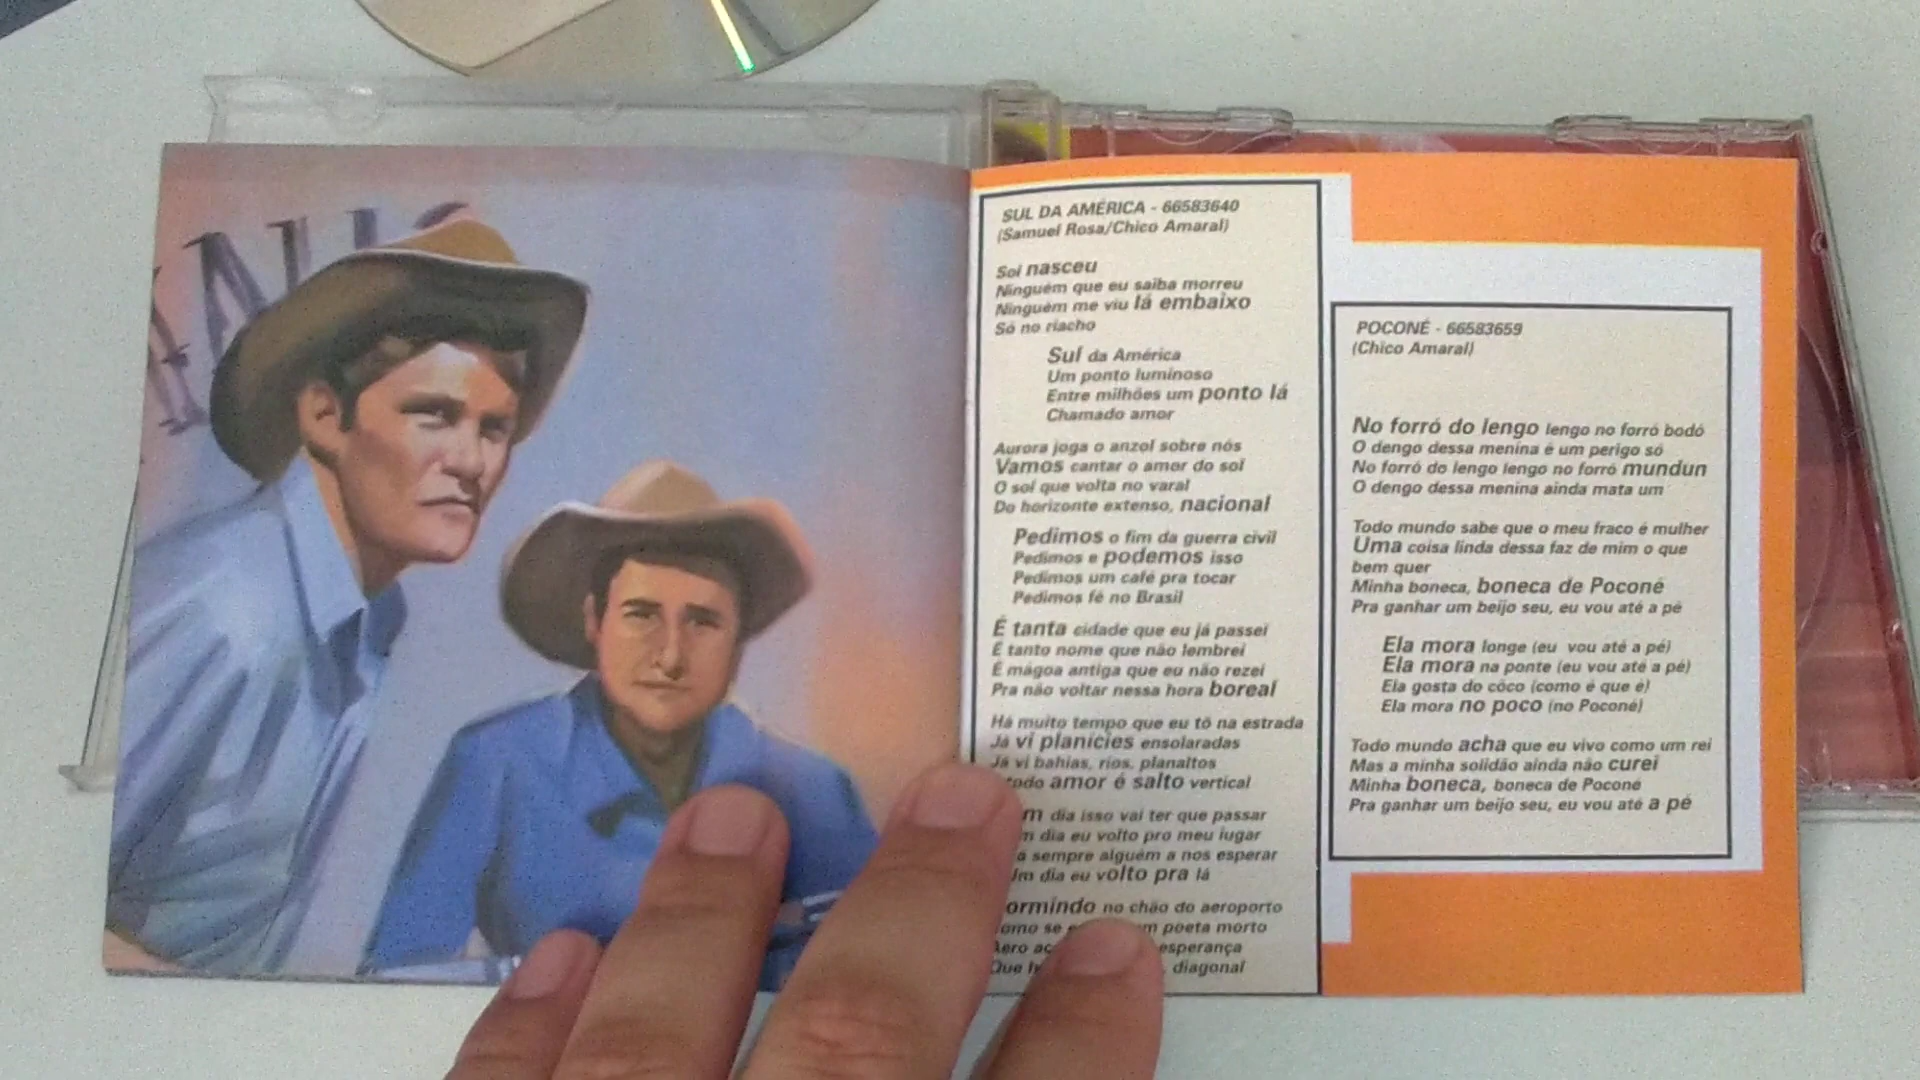 SUL DA AMÉRICA - 66583640
(Samuel Rosa/Chico Amaral)
Sol nasceu
Ninguém que eu saiba morreu
Ninguém me viu lá embaixo
Só no riacho
Sul da América
Um ponto luminoso
Entre milhões um ponto lá
Chamado amor
Aurora joga o anzol sobre nós
Vamos cantar o amor do sol
O sol que volta no varal
Do horizonte extenso, nacional
Pedimos o fim da guerra civil
Pedimos e podemos isso
Pedimos um café pra tocar
Pedimos fé no Brasil
É tanta cidade que eu já passei
É tanto nome que não lembrei
É mágoa antiga que eu não rezei
Pra não voltar nessa hora boreal
Há muito tempo que eu tô na estrada
Já vi planícies ensolaradas
Já vi bahias, rios, planaltos
amor é salto vertical
dia isso vai ter que passar
dia eu volto pro meu lugar
sempre alguém a nos esperar
Um dia eu volto pra lá
no chão do aeroporto
se poeta morto
esperança
Que diagonal
POCONÉ - 66583659
(Chico Amaral)
No forró do lengo lengo no forró bodó
O dengo dessa menina é um perigo só
No forró do lengo lengo no forró mundun
O dengo dessa menina ainda mata um
Todo mundo sabe que o meu fraco é mulher
Uma coisa linda dessa faz de mim o que
bem quer
Minha boneca, boneca de Poconé
Pra ganhar um beijo seu, eu vou até a pé
Ela mora longe (eu vou até a pé)
Ela mora na ponte (eu vou até a pé)
Ela gosta do côco (como é que é)
Ela mora no poco (no Poconé)
Todo mundo acha que eu vivo como um rei
Mas a minha solidão ainda não curei
Minha boneca, boneca de Poconé
Pra ganhar um beijo seu, eu vou até a pé